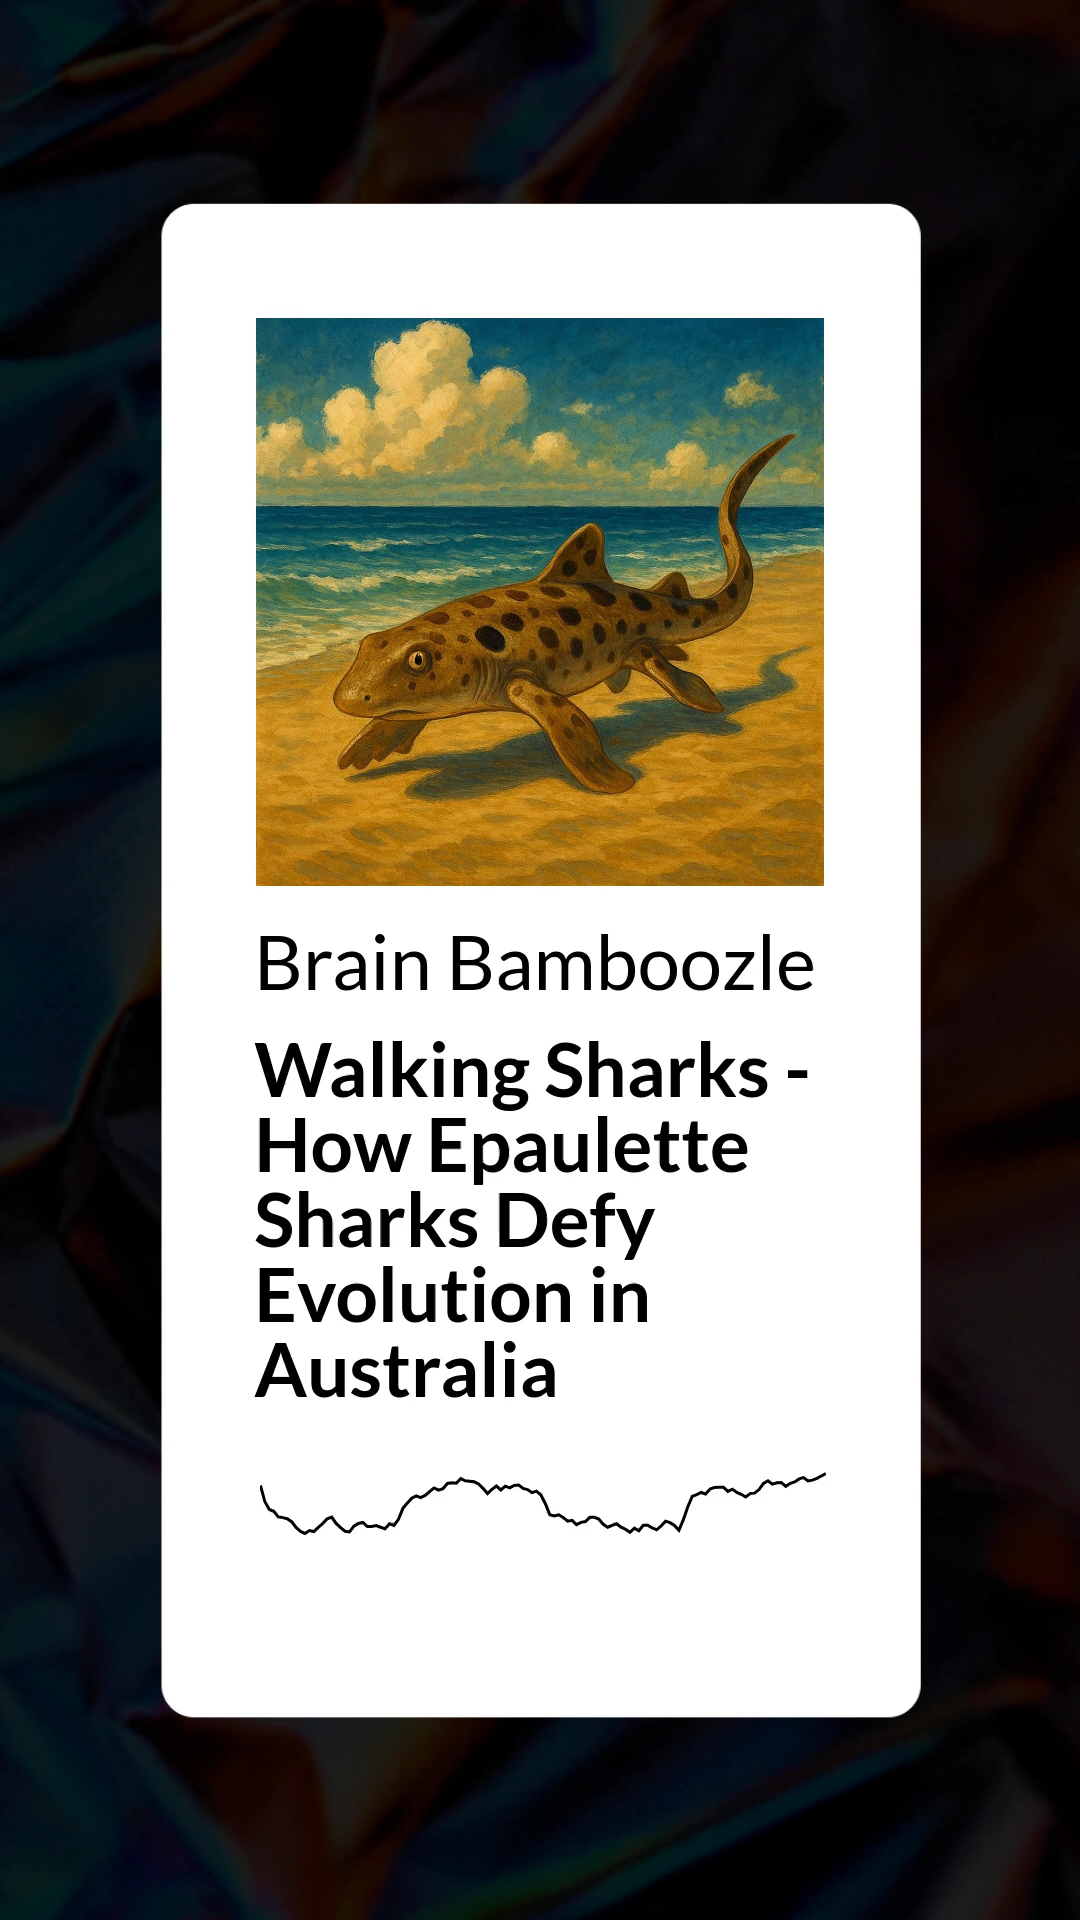 Brain Bamboozle
Walking Sharks -
How Epaulette
Sharks Defy
Evolution in
Australia